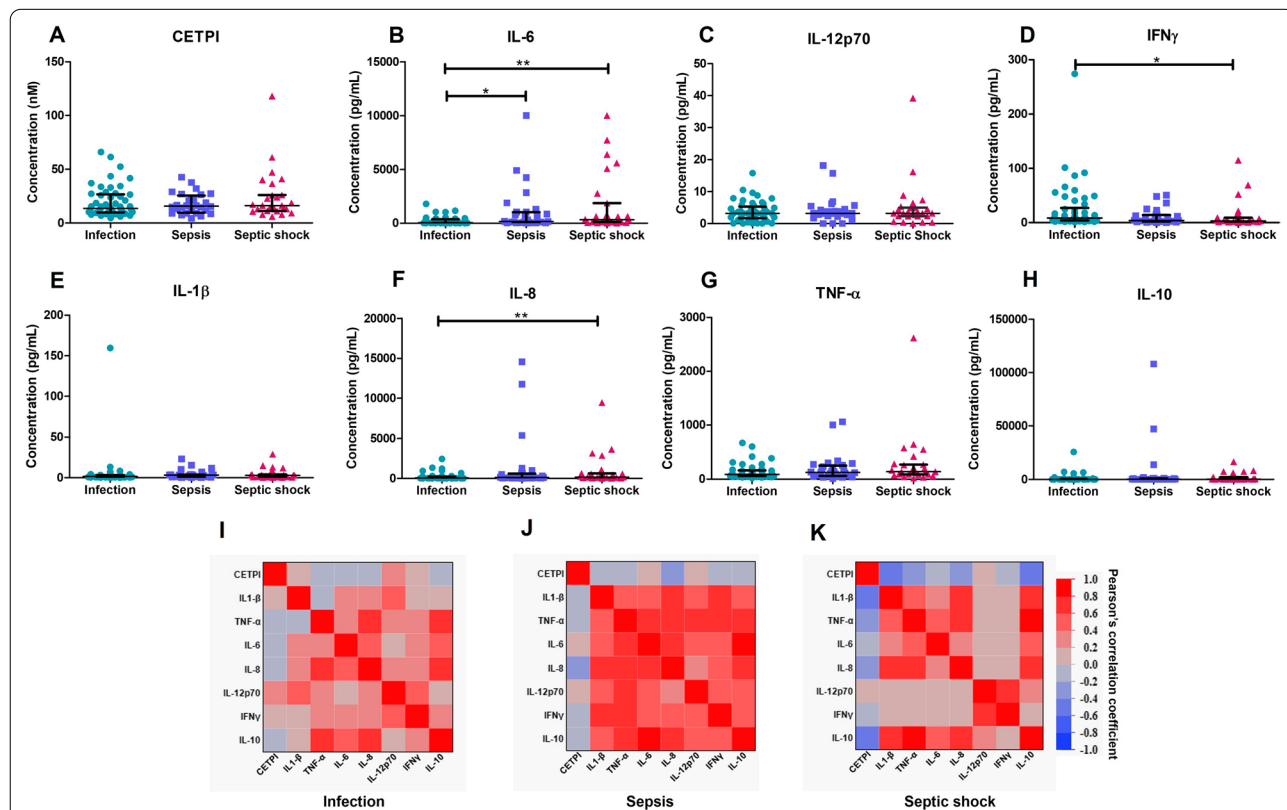 A
CETPI
Concentration (nM)
150
100
50
0
Infection
Sepsis
Septic shock
B
IL-6
Concentration (pg/mL)
15000
10000
5000
0
**
*
Infection
Sepsis
Septic shock
C
IL-12p70
Concentration (pg/mL)
50
40
30
20
10
0
Infection
Sepsis
Septic shock
D
IFNγ
Concentration (pg/mL)
300
200
100
0
*
Infection
Sepsis
Septic shock
E
IL-1β
Concentration (pg/mL)
200
150
100
50
0
Infection
Sepsis
Septic shock
F
IL-8
Concentration (pg/mL)
20000
15000
10000
5000
0
**
Infection
Sepsis
Septic shock
G
TNF-α
Concentration (pg/mL)
3000
2000
1000
0
Infection
Sepsis
Septic shock
H
IL-10
Concentration (pg/mL)
150000
100000
50000
0
Infection
Sepsis
Septic shock
I
CETPI
IL1-β
TNF-α
IL-6
IL-8
IL-12p70
IFNγ
IL-10
CETPI
IL1-β
TNF-α
IL-6
IL-8
IL-12p70
IFNγ
IL-10
Infection
J
CETPI
IL1-β
TNF-α
IL-6
IL-8
IL-12p70
IFNγ
IL-10
CETPI
IL1-β
TNF-α
IL-6
IL-8
IL-12p70
IFNγ
IL-10
Sepsis
K
CETPI
IL1-β
TNF-α
IL-6
IL-8
IL-12p70
IFNγ
IL-10
CETPI
IL1-β
TNF-α
IL-6
IL-8
IL-12p70
IFNγ
IL-10
Septic shock
1.0
0.8
0.6
0.4
0.2
0.0
-0.2
-0.4
-0.6
-0.8
-1.0
Pearson's correlation coefficient